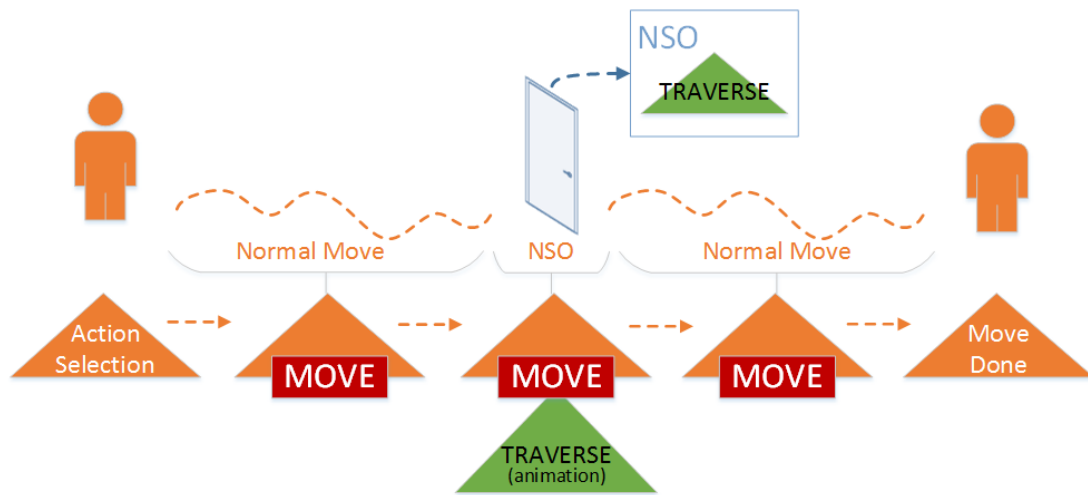 NSO
TRAVERSE
Normal Move
NSO
Normal Move
Action
Selection
MOVE
MOVE
MOVE
Move
Done
TRAVERSE
(animation)